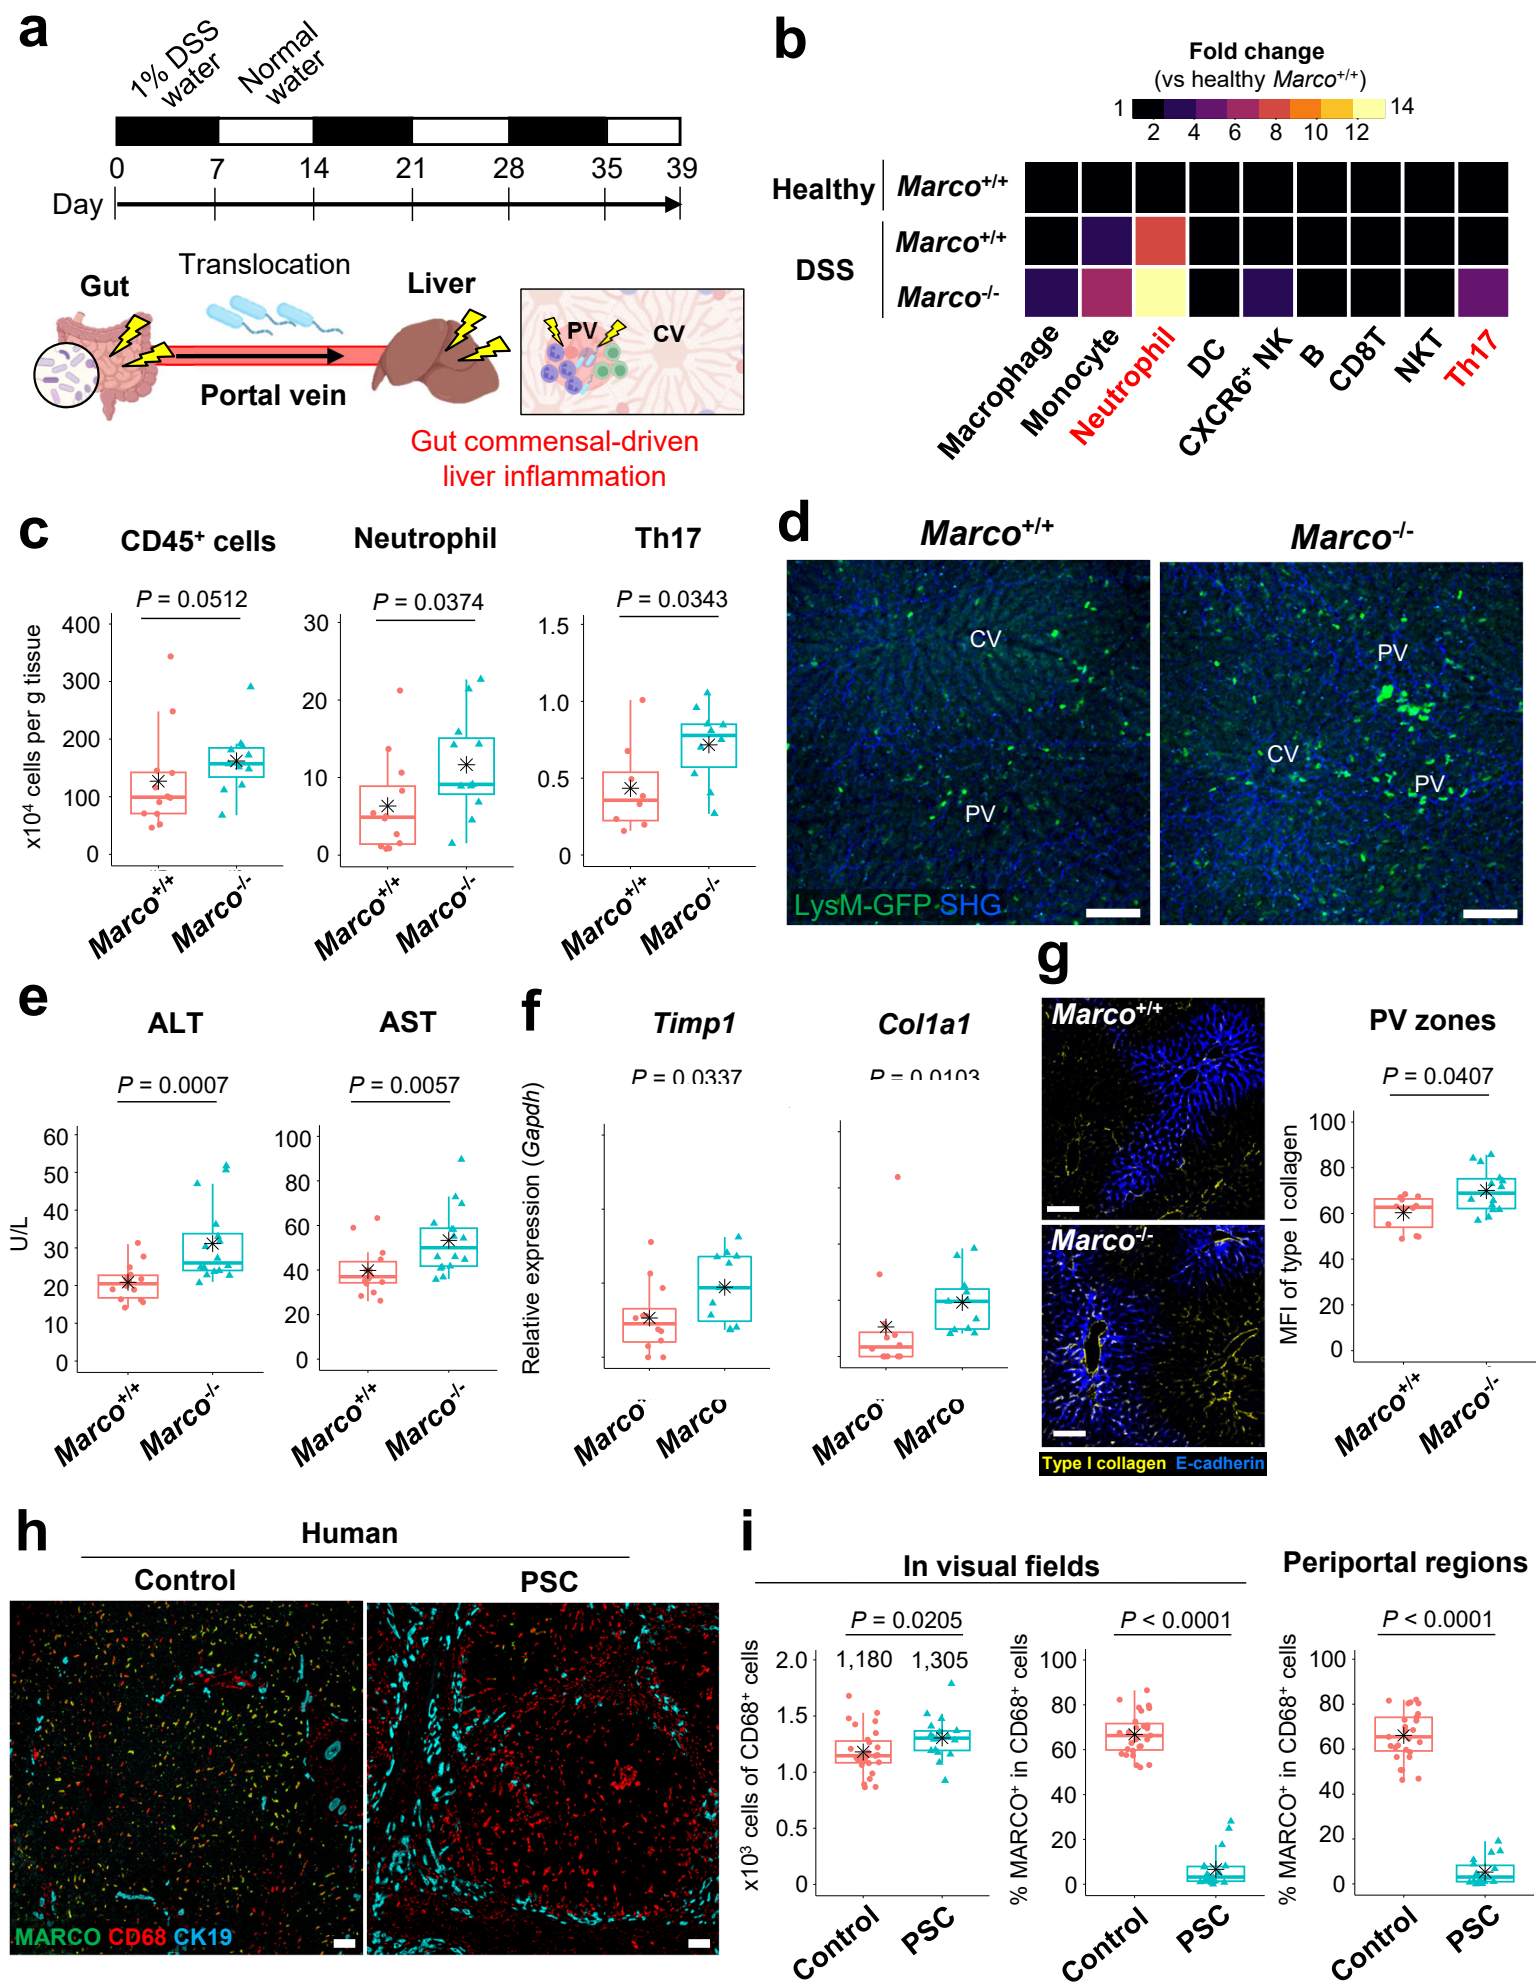 a
1% DSS
water
Normal
water
0 7 14 21 28 35 39
Day
Translocation
Gut
Liver
PV
CV
Portal vein
Gut commensal-driven
liver inflammation
b
Fold change
(vs healthy Marco+/+)
1 14
2 4 6 8 10 12
Healthy
Marco+/+
DSS
Marco+/+
Marco-/-
Macrophage
Monocyte
Neutrophil
DC
CXCR6+ NK
B
CD8T
NKT
Th17
c
CD45+ cells
Neutrophil
Th17
P = 0.0512
P = 0.0374
P = 0.0343
x10⁴ cells per g tissue
400
300
200
100
0
30
20
10
0
1.5
1.0
0.5
0
Marco+/+
Marco-/-
Marco+/+
Marco-/-
Marco+/+
Marco-/-
d
Marco+/+
Marco-/-
CV
PV
PV
CV
PV
LysM-GFP SHG
e
ALT
AST
P = 0.0007
P = 0.0057
U/L
60
50
40
30
20
10
0
100
80
60
40
20
0
Marco+/+
Marco-/-
Marco+/+
Marco-/-
f
Timp1
Col1a1
P = 0.0337
P = 0.0103
Relative expression (Gapdh)
Marco
Marco
Marco
Marco
g
Marco+/+
Marco-/-
Type I collagen E-cadherin
PV zones
P = 0.0407
MFI of type I collagen
100
80
60
40
20
0
Marco+/+
Marco-/-
h
Human
Control
PSC
MARCO CD68 CK19
i
In visual fields
Periportal regions
P = 0.0205
P < 0.0001
P < 0.0001
1,180 1,305
x10³ cells of CD68+ cells
2.0
1.5
1.0
0.5
0
% MARCO+ in CD68+ cells
100
80
60
40
20
0
% MARCO+ in CD68+ cells
100
80
60
40
20
0
Control
PSC
Control
PSC
Control
PSC